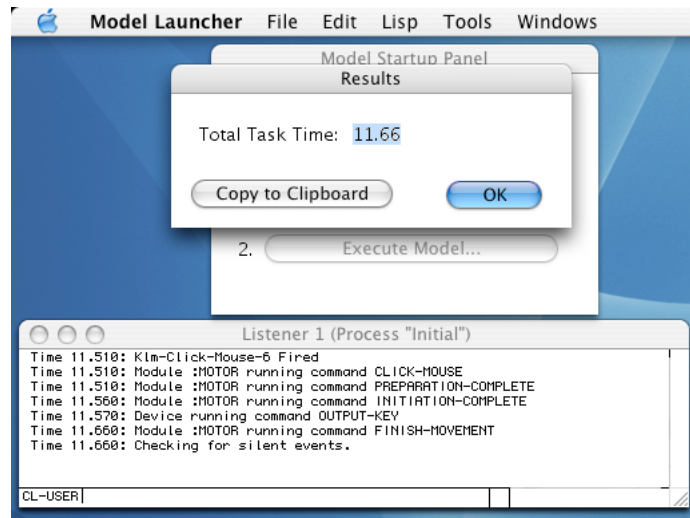 Model Launcher File Edit Lisp Tools Windows
Model Startup Panel
Results
Total Task Time: 11.66
Copy to Clipboard OK
2. Execute Model...
Listener 1 (Process "Initial")
Time 11.510: Klm-Click-Mouse-6 Fired
Time 11.510: Module :MOTOR running command CLICK-MOUSE
Time 11.510: Module :MOTOR running command PREPARATION-COMPLETE
Time 11.560: Module :MOTOR running command INITIATION-COMPLETE
Time 11.570: Device running command OUTPUT-KEY
Time 11.660: Module :MOTOR running command FINISH-MOVEMENT
Time 11.660: Checking for silent events.
CL-USER